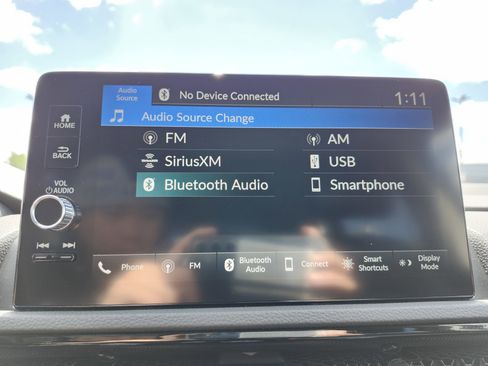 Audio Source
No Device Connected
1:11
HOME
Audio Source Change
FM
AM
BACK
SiriusXM
USB
VOL
AUDIO
Bluetooth Audio
Smartphone
Phone
FM
Bluetooth Audio
Connect
Smart Shortcuts
Display Mode